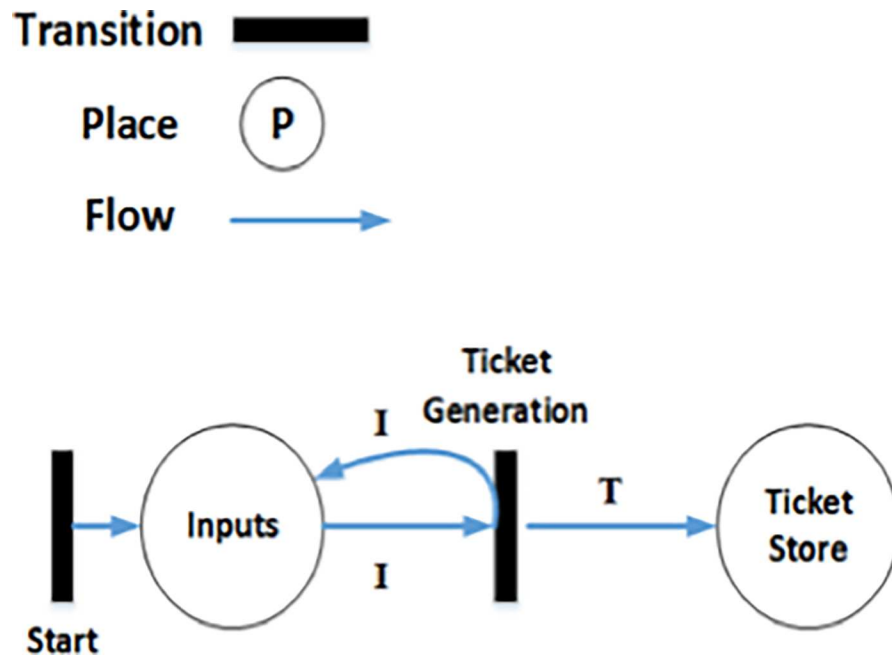 Transition
Place
P
Flow
Ticket
Generation
I
T
Inputs
Ticket
Store
I
Start